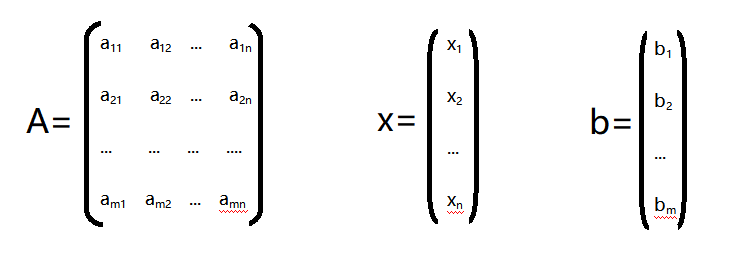 A= a₁₁ a₁₂ ... a₁ₙ
a₂₁ a₂₂ ... a₂ₙ
... ... ... ....
aₘ₁ aₘ₂ ... aₘₙ
x= x₁
x₂
...
xₙ
b= b₁
b₂
...
bₘ